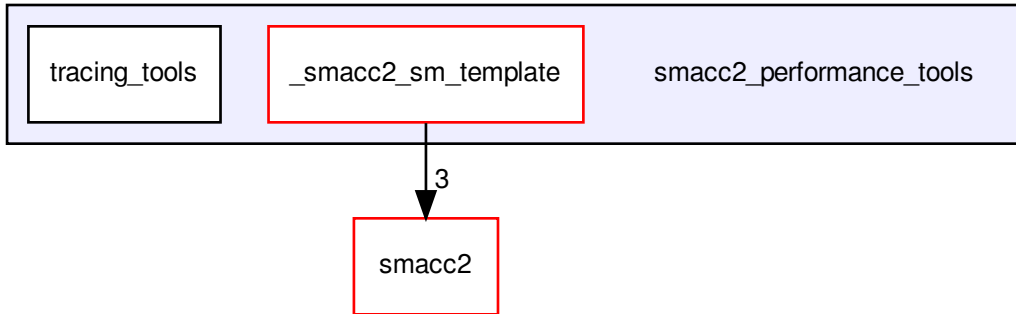 tracing_tools
_smacc2_sm_template
smacc2_performance_tools
3
smacc2